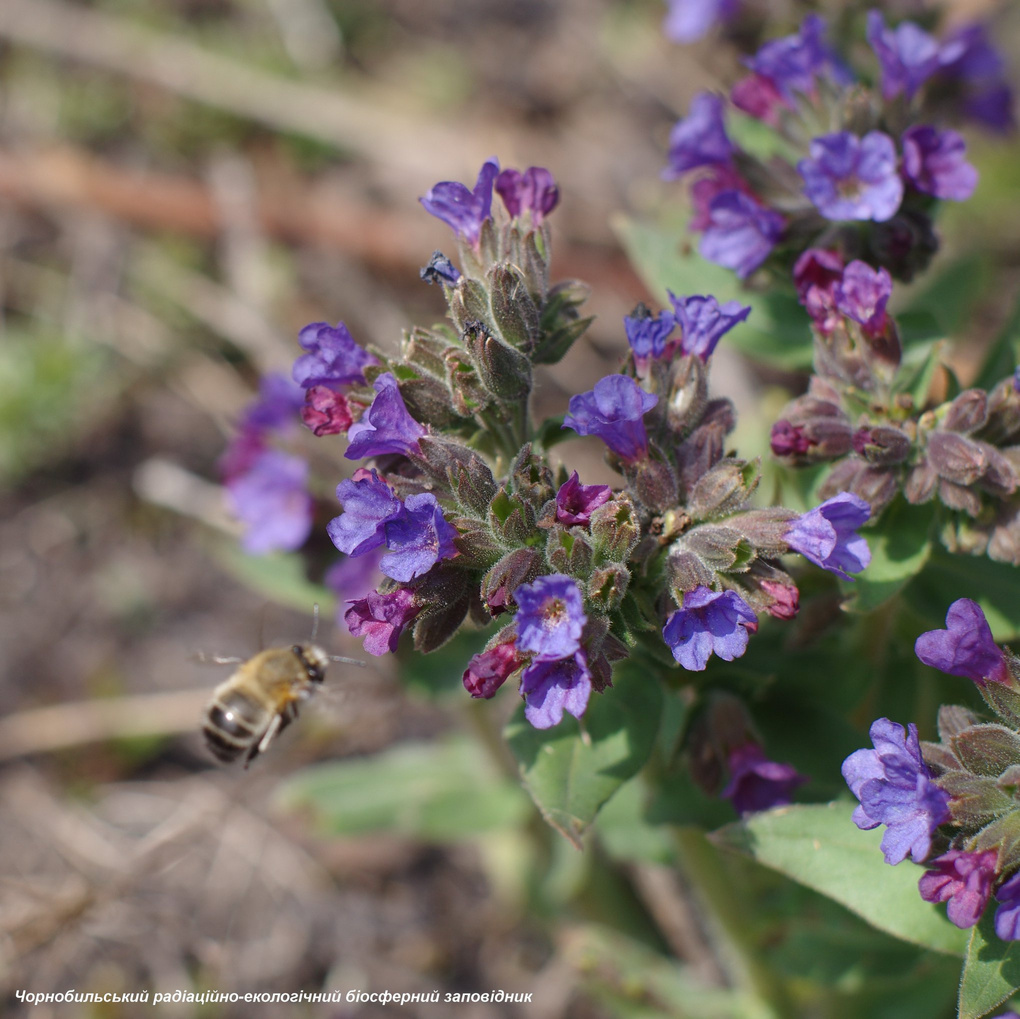 Чорнобильський радіаційно-екологічний біосферний заповідник